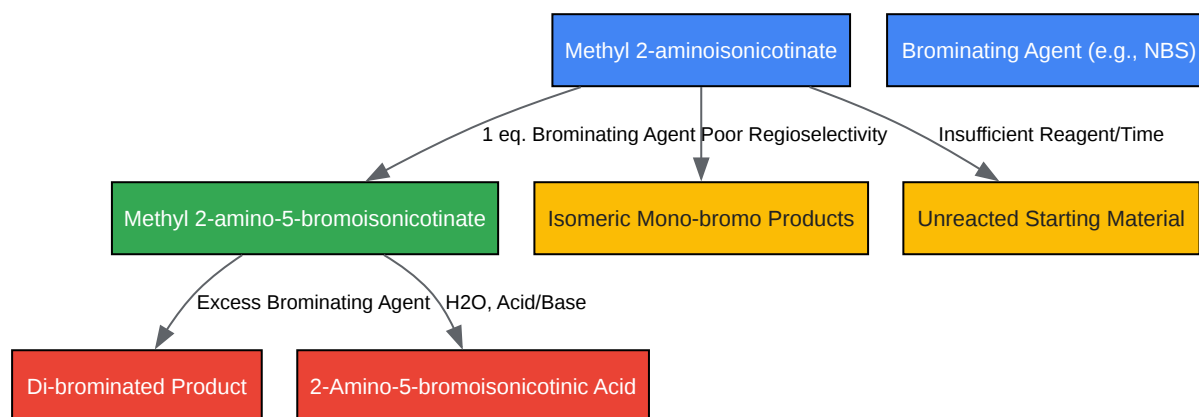 Methyl 2-aminoisonicotinate
Brominating Agent (e.g., NBS)
1 eq. Brominating Agent
Poor Regioselectivity
Insufficient Reagent/Time
Methyl 2-amino-5-bromoisonicotinate
Isomeric Mono-bromo Products
Unreacted Starting Material
Excess Brominating Agent
H2O, Acid/Base
Di-brominated Product
2-Amino-5-bromoisonicotinic Acid